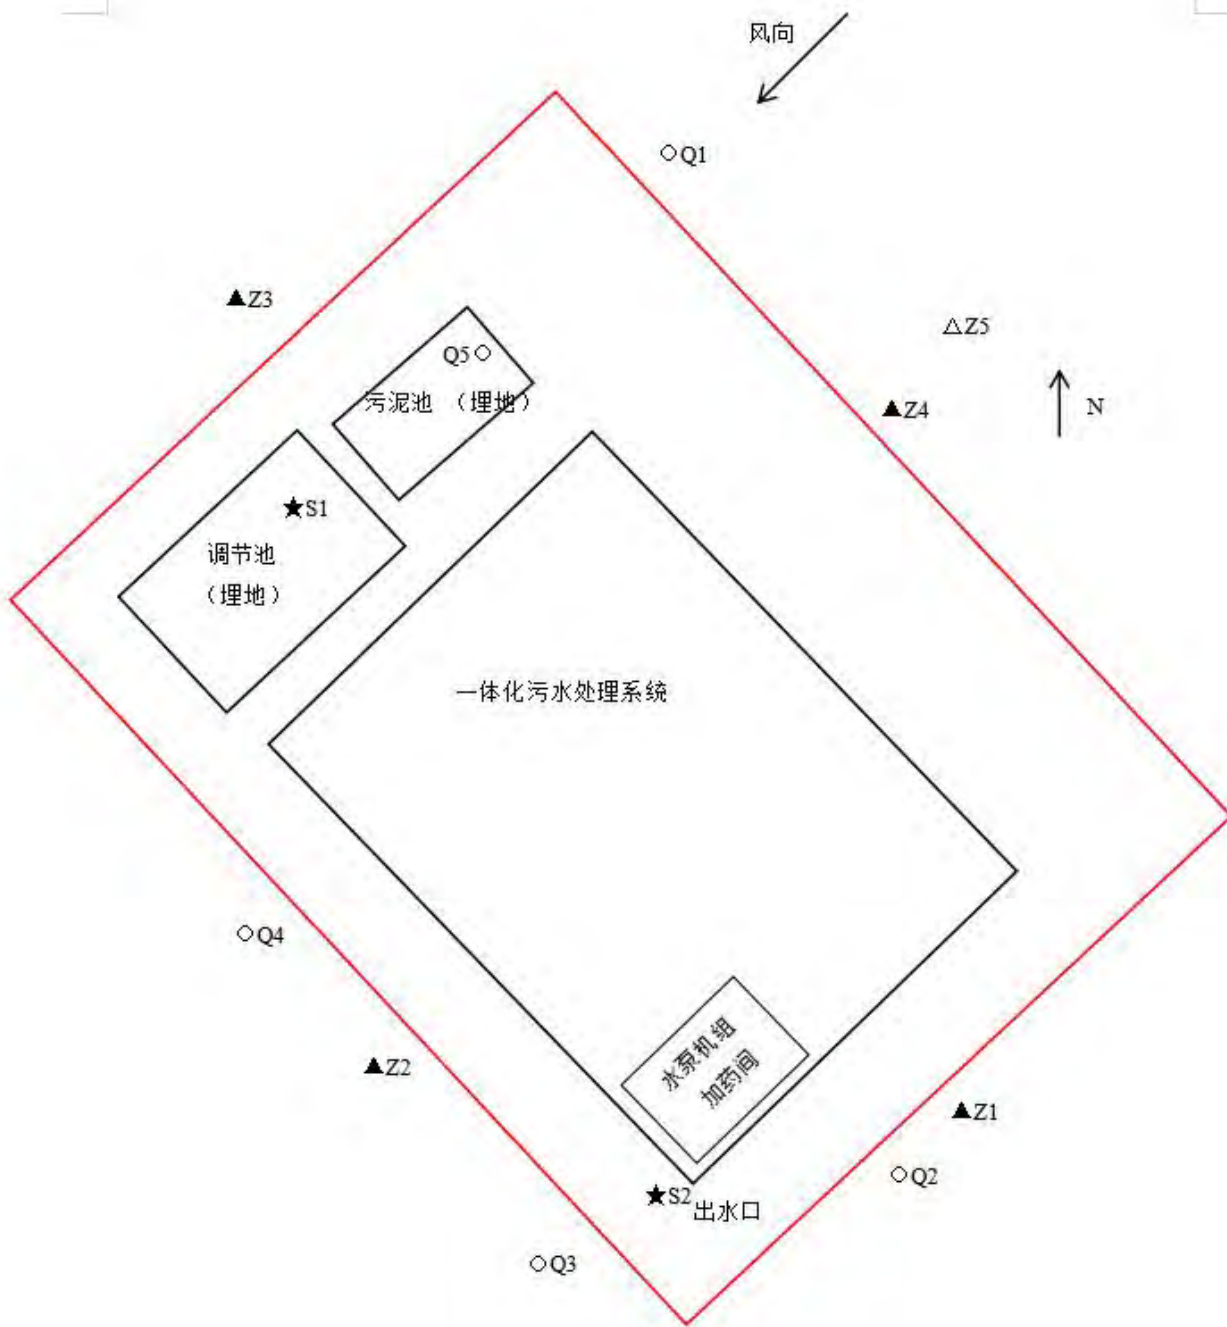 风向
○Q1
▲Z3
△Z5
Q5○
污泥池 （埋地）
▲Z4
N
★S1
调节池
（埋地）
一体化污水处理系统
○Q4
水泵机组
加药间
▲Z2
▲Z1
○Q2
★S2
出水口
○Q3